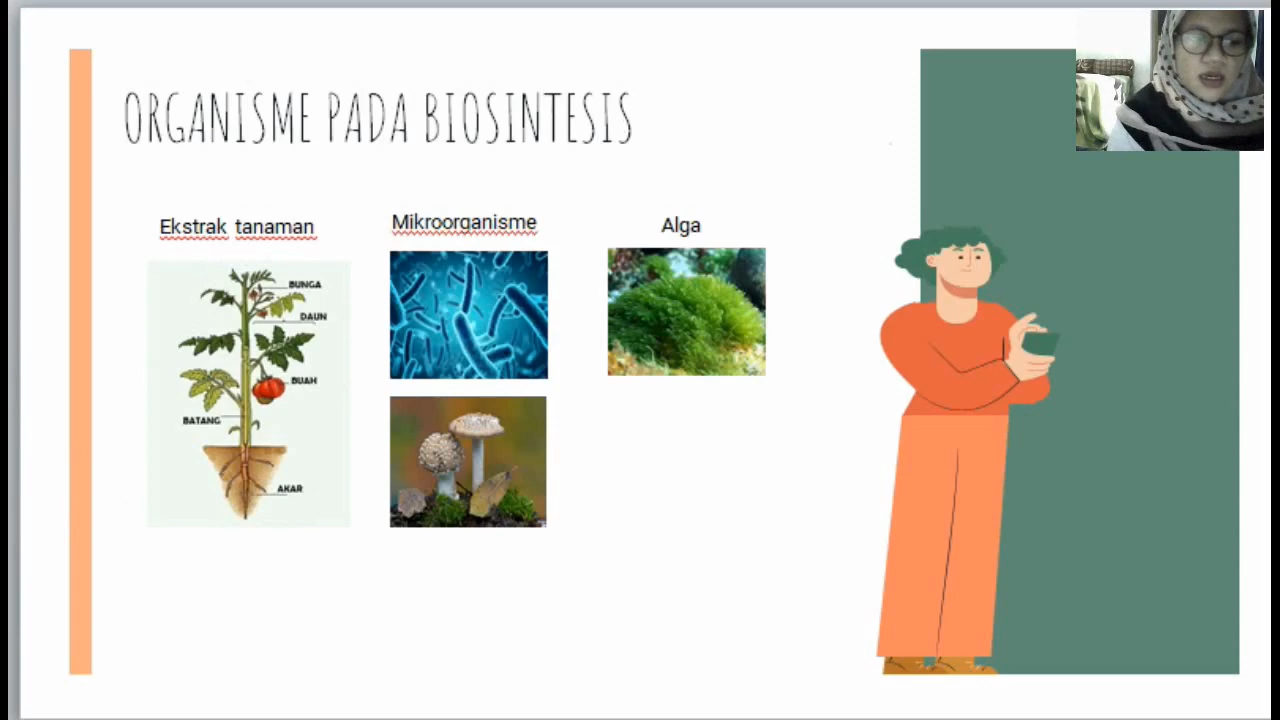 ORGANISME PADA BIOSINTESIS
Ekstrak tanaman
Mikroorganisme
Alga
BUNGA
DAUN
BUAH
BATANG
AKAR